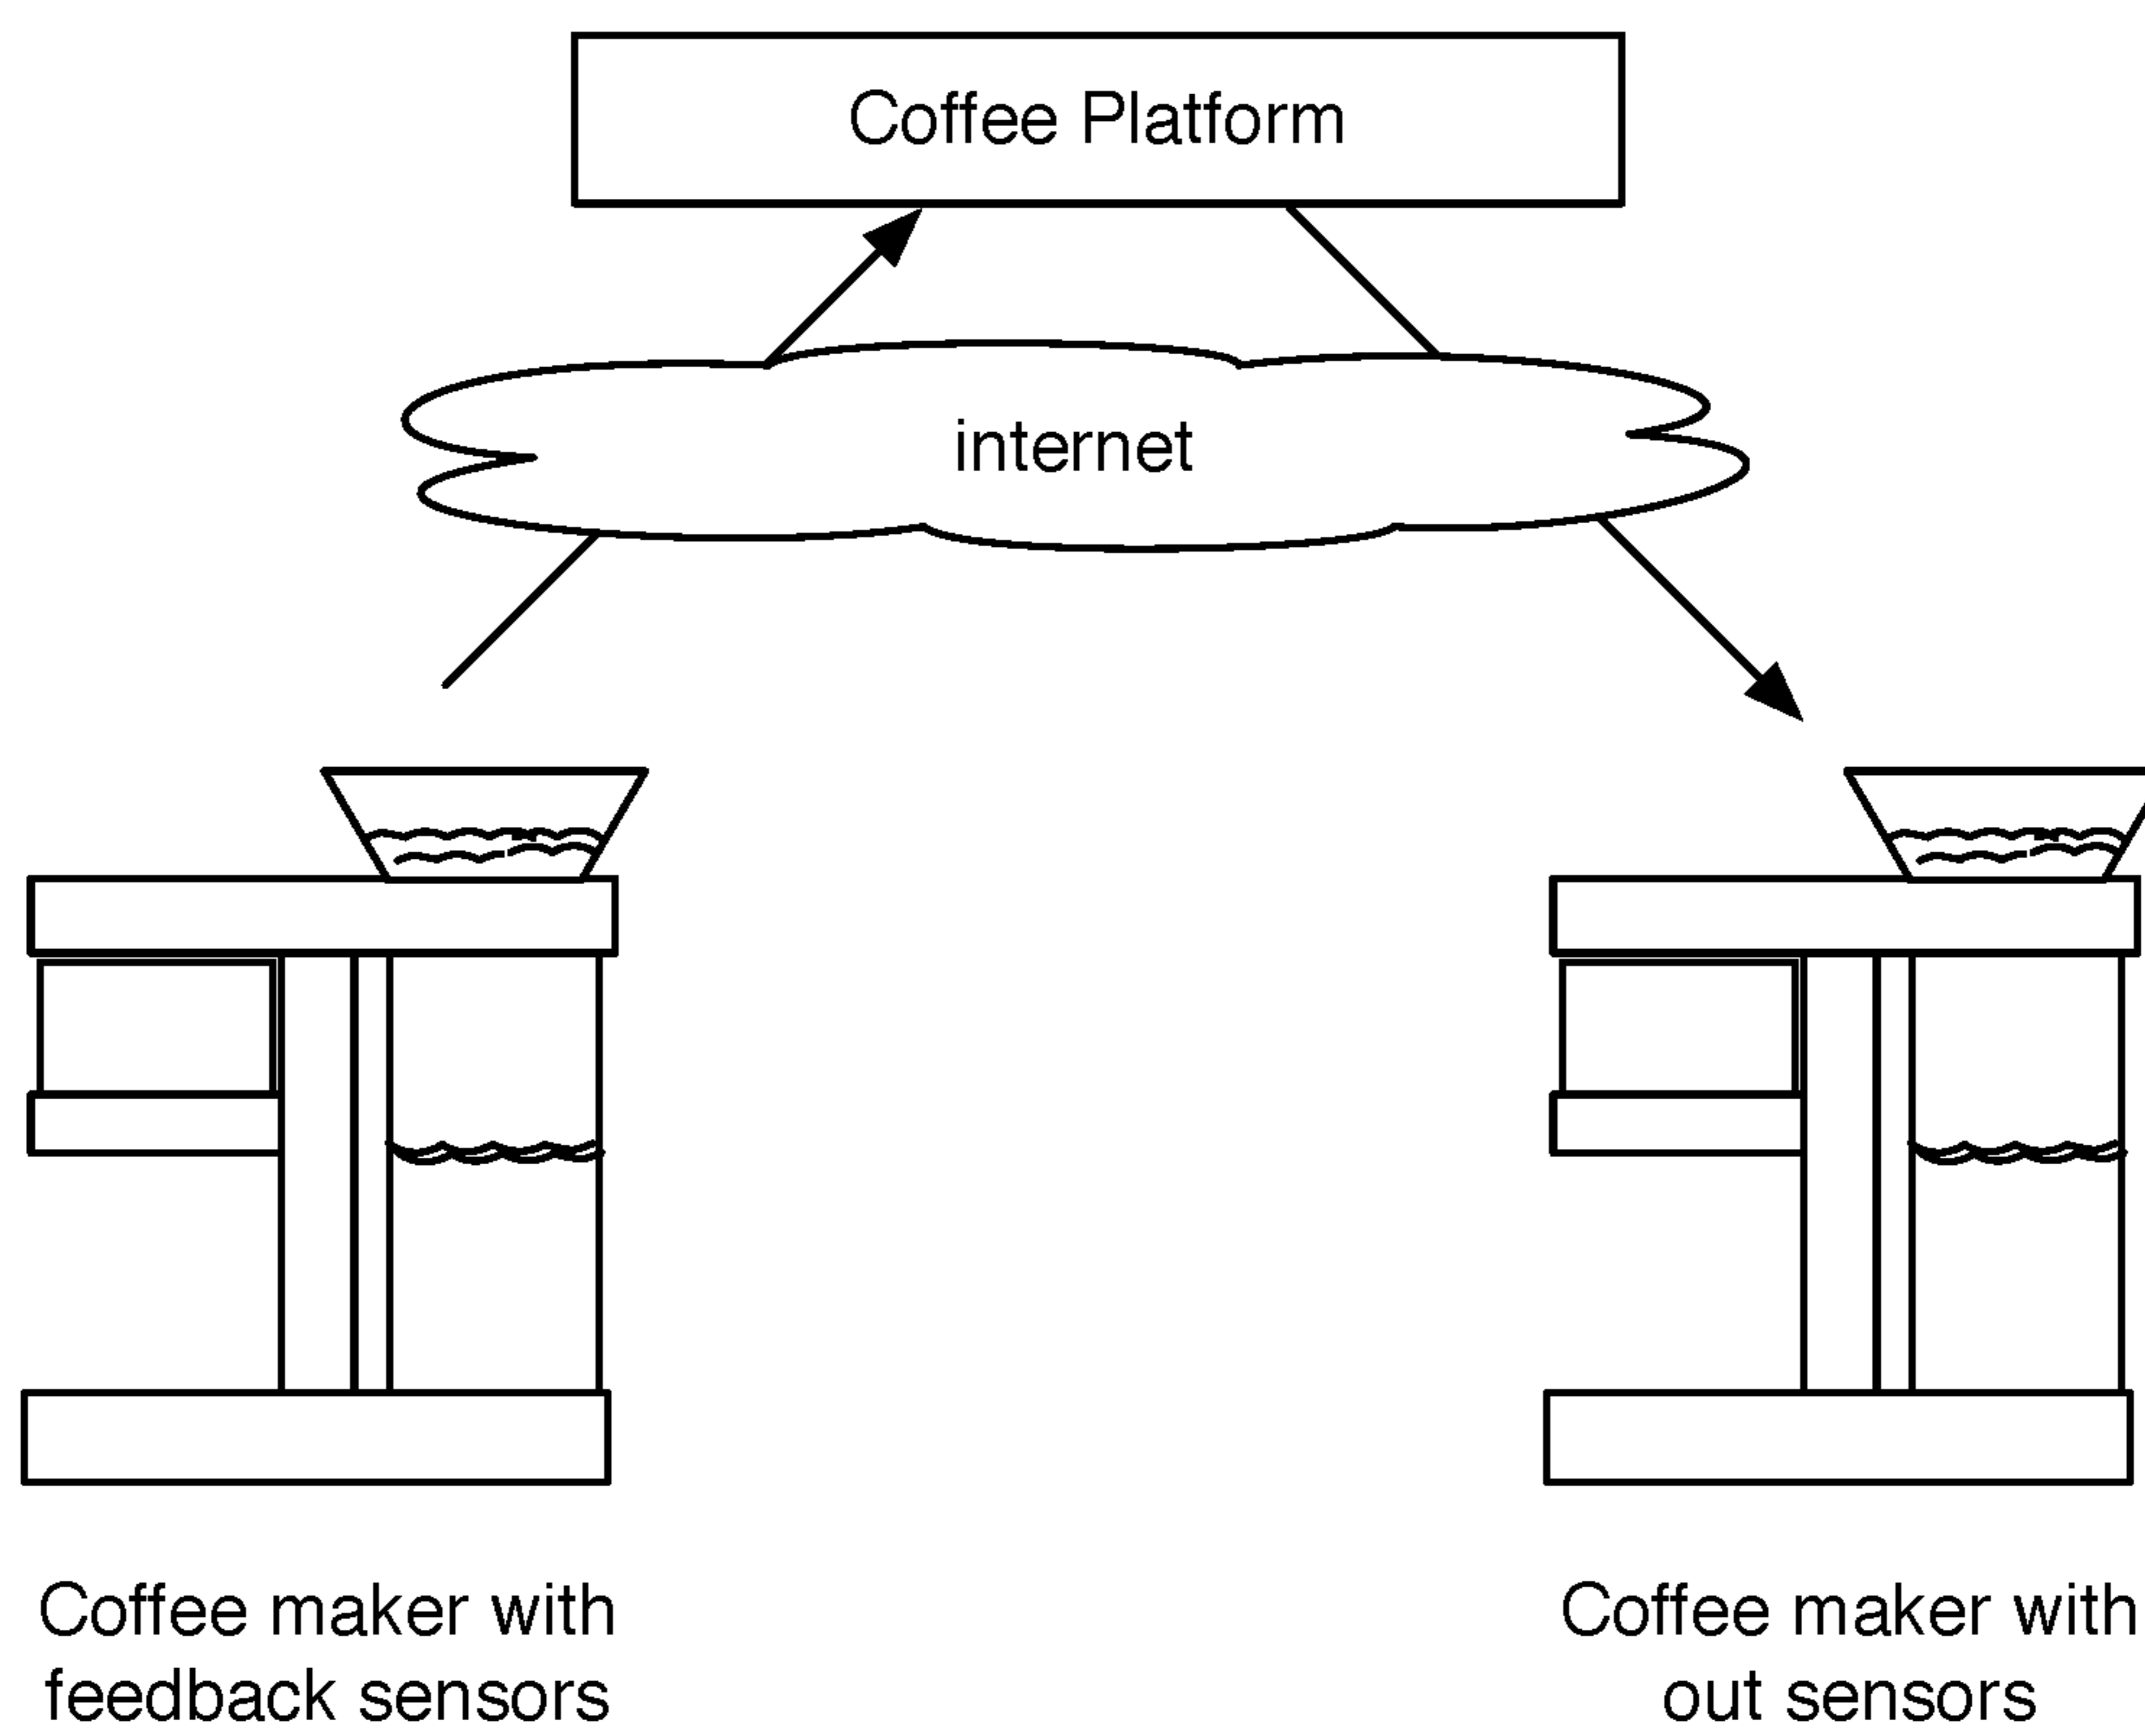 Coffee Platform
internet
Coffee maker with
feedback sensors
Coffee maker with
out sensors